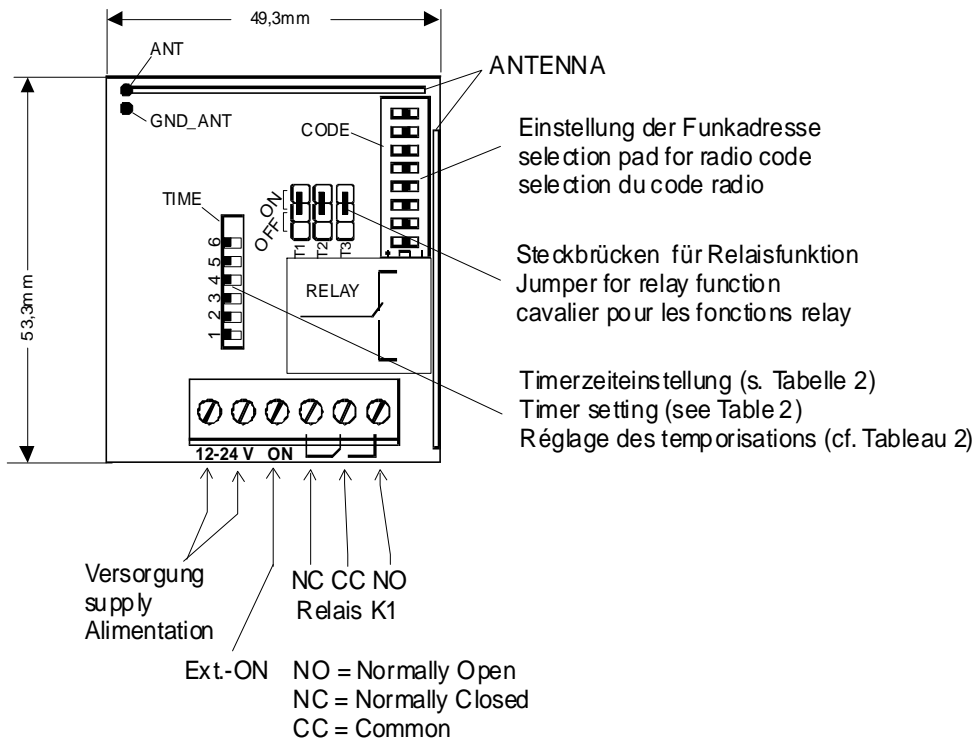 49,3mm
53,3mm
ANT
GND_ANT
ANTENNA
CODE
Einstellung der Funkadresse
selection pad for radio code
selection du code radio
TIME
ON
OFF
T1
T2
T3
6
5
4
3
2
1
RELAY
Steckbrücken für Relaisfunktion
Jumper for relay function
cavalier pour les fonctions relay
Timerzeiteinstellung (s. Tabelle 2)
Timer setting (see Table 2)
Réglage des temporisations (cf. Tableau 2)
12-24 V ON
Versorgung
supply
Alimentation
NC CC NO
Relais K1
Ext.-ON
NO = Normally Open
NC = Normally Closed
CC = Common